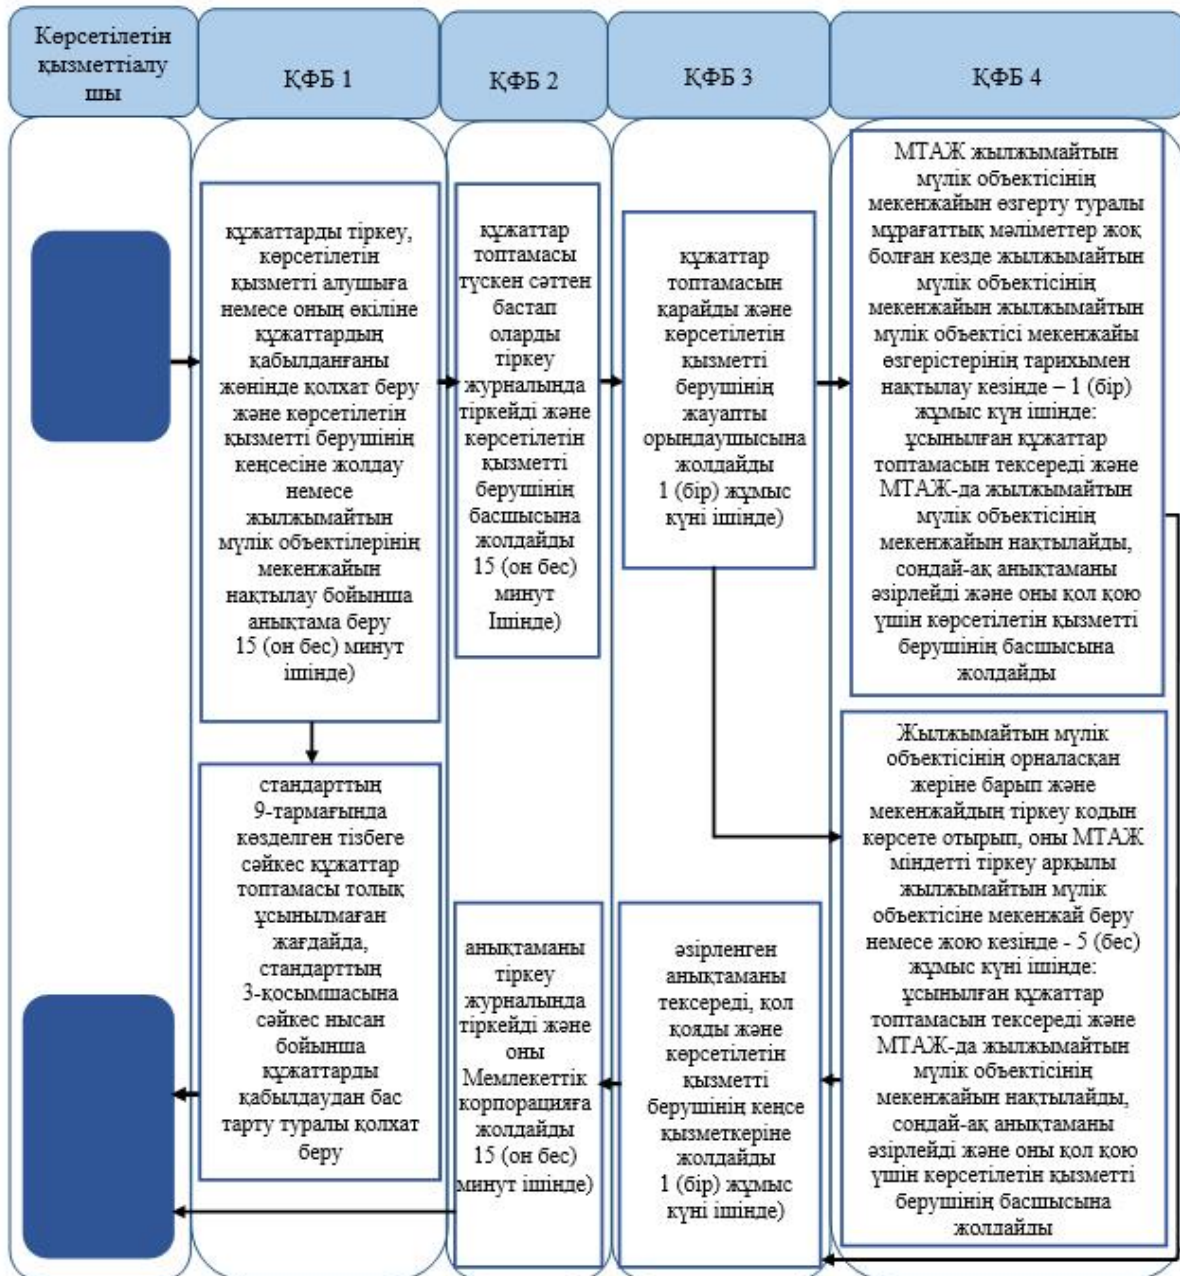 Көрсетілетін
қызметтіалу
шы
ҚФБ 1
ҚФБ 2
ҚФБ 3
ҚФБ 4
құжаттарды тіркеу,
көрсетілетін
қызметті алушыға
немесе оның өкіліне
құжаттардың
қабылданғаны
жөнінде қолхат беру
және көрсетілетін
қызметті берушінің
кеңсесіне жолдау
немесе
жылжымайтын
мүлік объектілерінің
мекенжайын
нақтылау бойынша
анықтама беру
15 (он бес) минут
ішінде)
құжаттар
топтамасы
түскен сәттен
бастап
оларды
тіркеу
журналында
тіркейді және
көрсетілетін
қызметті
берушінің
басшысына
жолдайды
15 (он бес)
минут
Ішінде)
құжаттар
топтамасын
қарайды және
көрсетілетін
қызметті
берушінің
жауапты
орындаушысына
жолдайды
1 (бір) жұмыс
күні ішінде)
МТАЖ жылжымайтын
мүлік объектісінің
мекенжайын өзгерту туралы
мұрағаттық мәліметтер жоқ
болған кезде жылжымайтын
мүлік объектісінің
мекенжайын жылжымайтын
мүлік объектісі мекенжайы
өзгерістерінің тарихымен
нақтылау кезінде – 1 (бір)
жұмыс күн ішінде:
ұсынылған құжаттар
топтамасын тексереді және
МТАЖ-да жылжымайтын
мүлік объектісінің
мекенжайын нақтылайды,
сондай-ақ анықтаманы
әзірлейді және оны қол қою
үшін көрсетілетін қызметті
берушінің басшысына
жолдайды
стандарттың
9-тармағында
көзделген тізбеге
сәйкес құжаттар
топтамасы толық
ұсынылмаған
жағдайда,
стандарттың
3-қосымшасына
сәйкес нысан
бойынша
құжаттарды
қабылдаудан бас
тарту туралы қолхат
беру
анықтаманы
тіркеу
журналында
тіркейді және
оны
Мемлекеттік
корпорацияға
жолдайды
15 (он бес)
минут ішінде)
әзірленген
анықтаманы
тексереді, қол
қояды және
көрсетілетін
қызметті
берушінің кеңсе
қызметкеріне
жолдайды
1 (бір) жұмыс
күні ішінде)
Жылжымайтын мүлік
объектісінің орналасқан
жеріне барып және
мекенжайдың тіркеу кодын
көрсете отырып, оны МТАЖ
міндетті тіркеу арқылы
жылжымайтын мүлік
объектісіне мекенжай беру
немесе жою кезінде - 5 (бес)
жұмыс күні ішінде:
ұсынылған құжаттар
топтамасын тексереді және
МТАЖ-да жылжымайтын
мүлік объектісінің
мекенжайын нақтылайды,
сондай-ақ анықтаманы
әзірлейді және оны қол қою
үшін көрсетілетін қызметті
берушінің басшысына
жолдайды